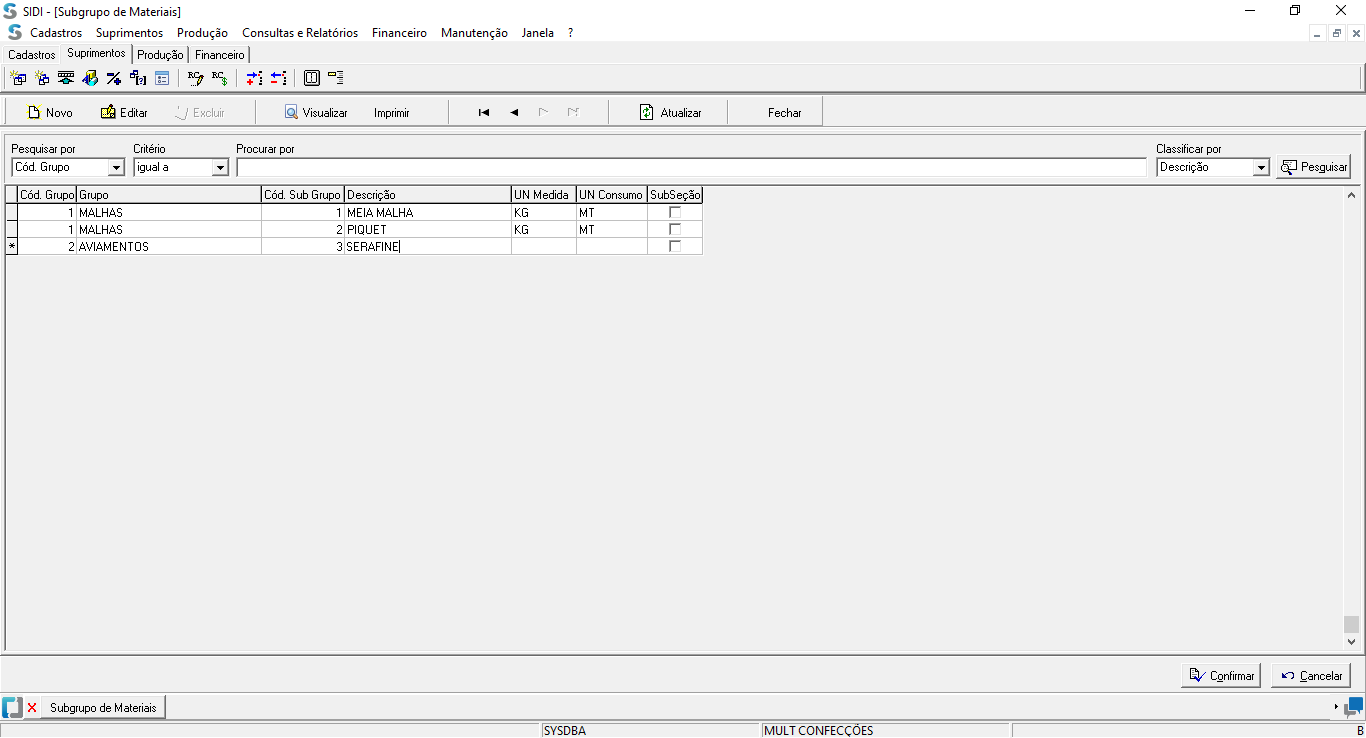 SIDI - [Subgrupo de Materiais]
Cadastros Suprimentos Produção Consultas e Relatórios Financeiro Manutenção Janela ?
Cadastros Suprimentos Produção Financeiro
Novo Editar Excluir Visualizar Imprimir Atualizar Fechar
Pesquisar por Critério Procurar por Classificar por
Cód. Grupo igual a Descrição Pesquisar
Cód. Grupo Grupo Cód. Sub Grupo Descrição UN Medida UN Consumo SubSeção
1 MALHAS 1 MEIA MALHA KG MT
1 MALHAS 2 PIQUET KG MT
* 2 AVIAMENTOS 3 SERAFINE
Confirmar Cancelar
Subgrupo de Materiais
SYSDBA MULT CONFECÇÕES B